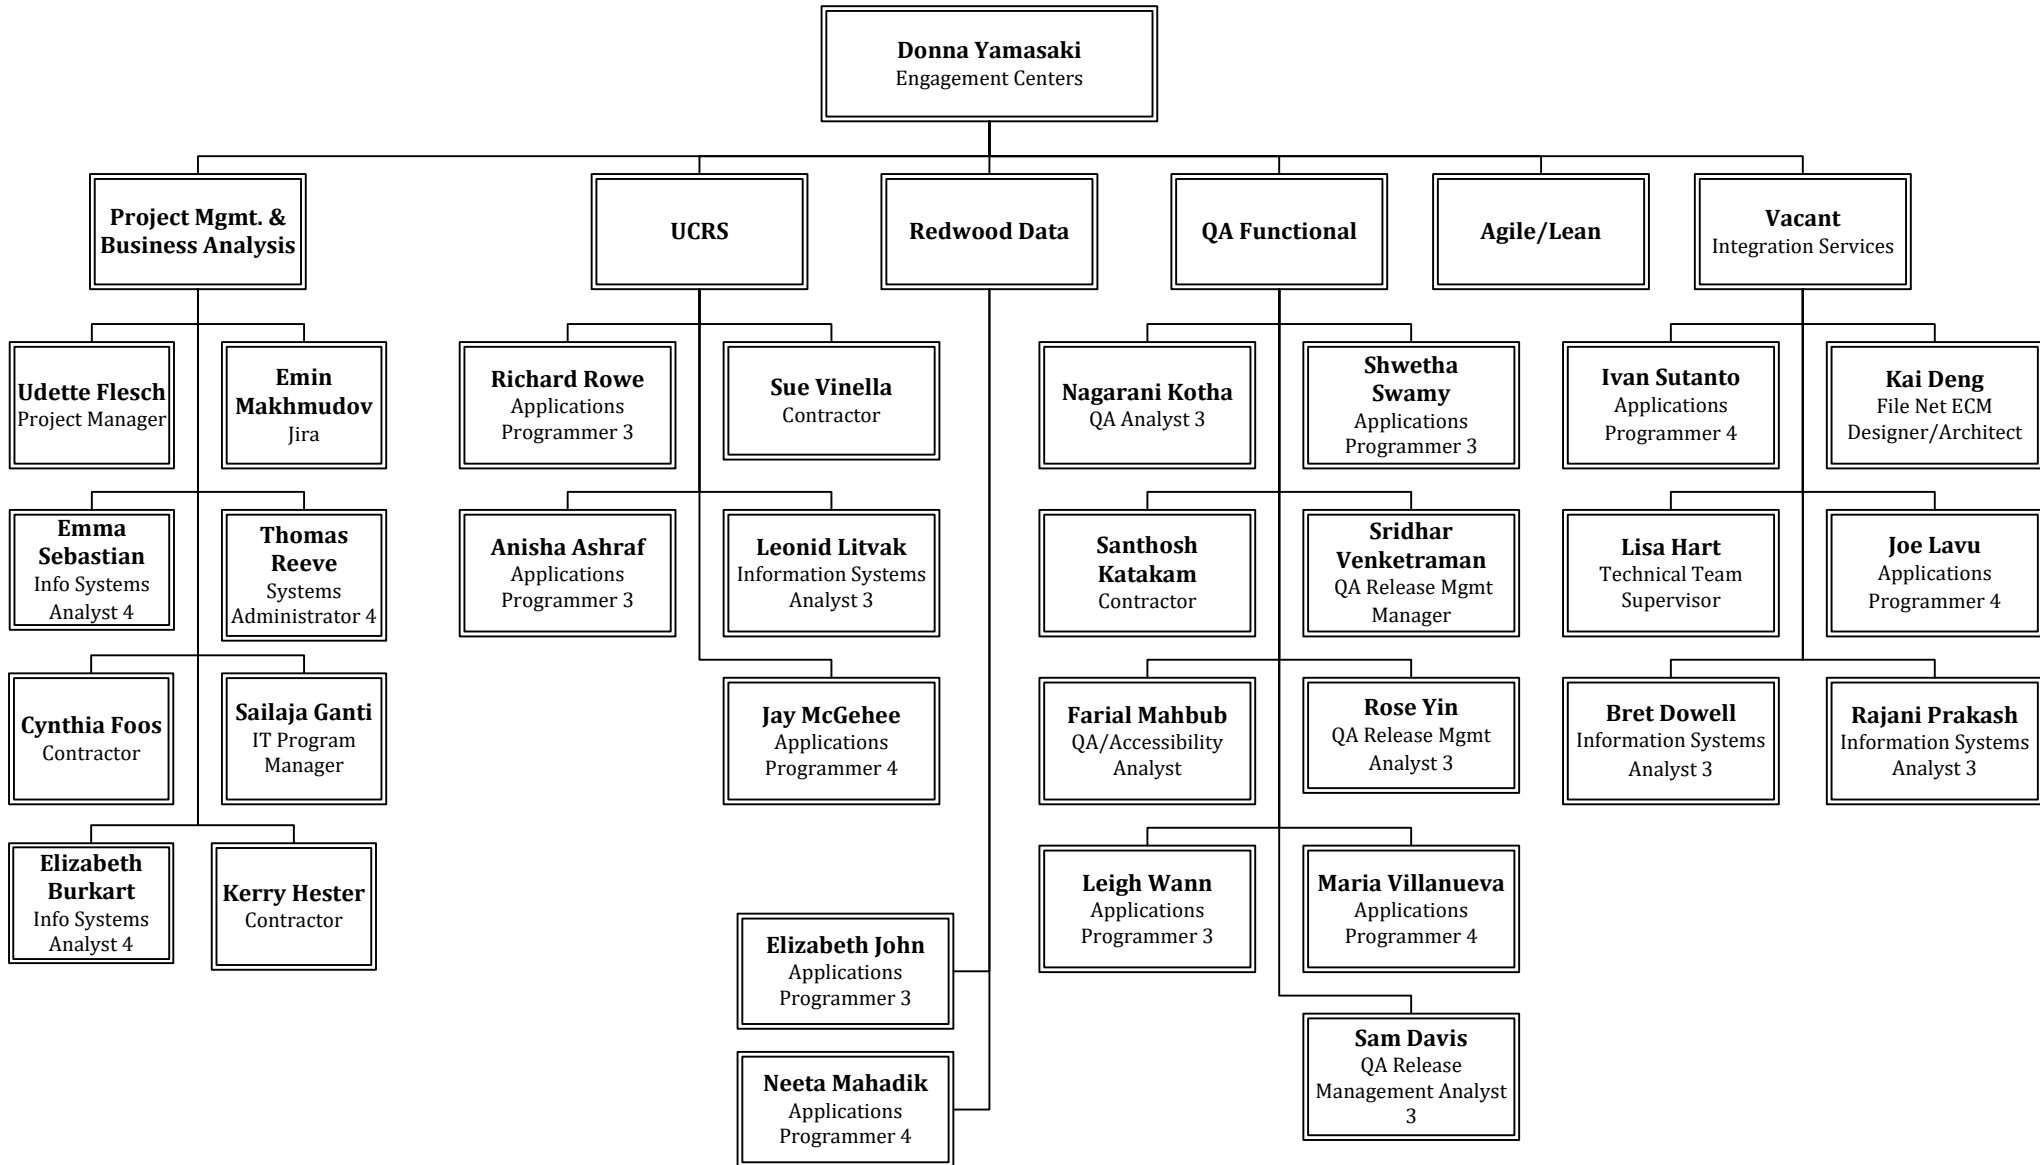 Donna Yamasaki
Engagement Centers
Project Mgmt. &
Business Analysis
UCRS
Redwood Data
QA Functional
Agile/Lean
Vacant
Integration Services
Udette Flesch
Project Manager
Emin
Makhmudov
Jira
Richard Rowe
Applications
Programmer 3
Sue Vinella
Contractor
Nagarani Kotha
QA Analyst 3
Shwetha
Swamy
Applications
Programmer 3
Ivan Sutanto
Applications
Programmer 4
Kai Deng
File Net ECM
Designer/Architect
Emma
Sebastian
Info Systems
Analyst 4
Thomas
Reeve
Systems
Administrator 4
Anisha Ashraf
Applications
Programmer 3
Leonid Litvak
Information Systems
Analyst 3
Santhosh
Katakam
Contractor
Sridhar
Venketraman
QA Release Mgmt
Manager
Lisa Hart
Technical Team
Supervisor
Joe Lavu
Applications
Programmer 4
Cynthia Foos
Contractor
Sailaja Ganti
IT Program
Manager
Jay McGehee
Applications
Programmer 4
Farial Mahbub
QA/Accessibility
Analyst
Rose Yin
QA Release Mgmt
Analyst 3
Bret Dowell
Information Systems
Analyst 3
Rajani Prakash
Information Systems
Analyst 3
Elizabeth
Burkart
Info Systems
Analyst 4
Kerry Hester
Contractor
Leigh Wann
Applications
Programmer 3
Maria Villanueva
Applications
Programmer 4
Elizabeth John
Applications
Programmer 3
Sam Davis
QA Release
Management Analyst
3
Neeta Mahadik
Applications
Programmer 4